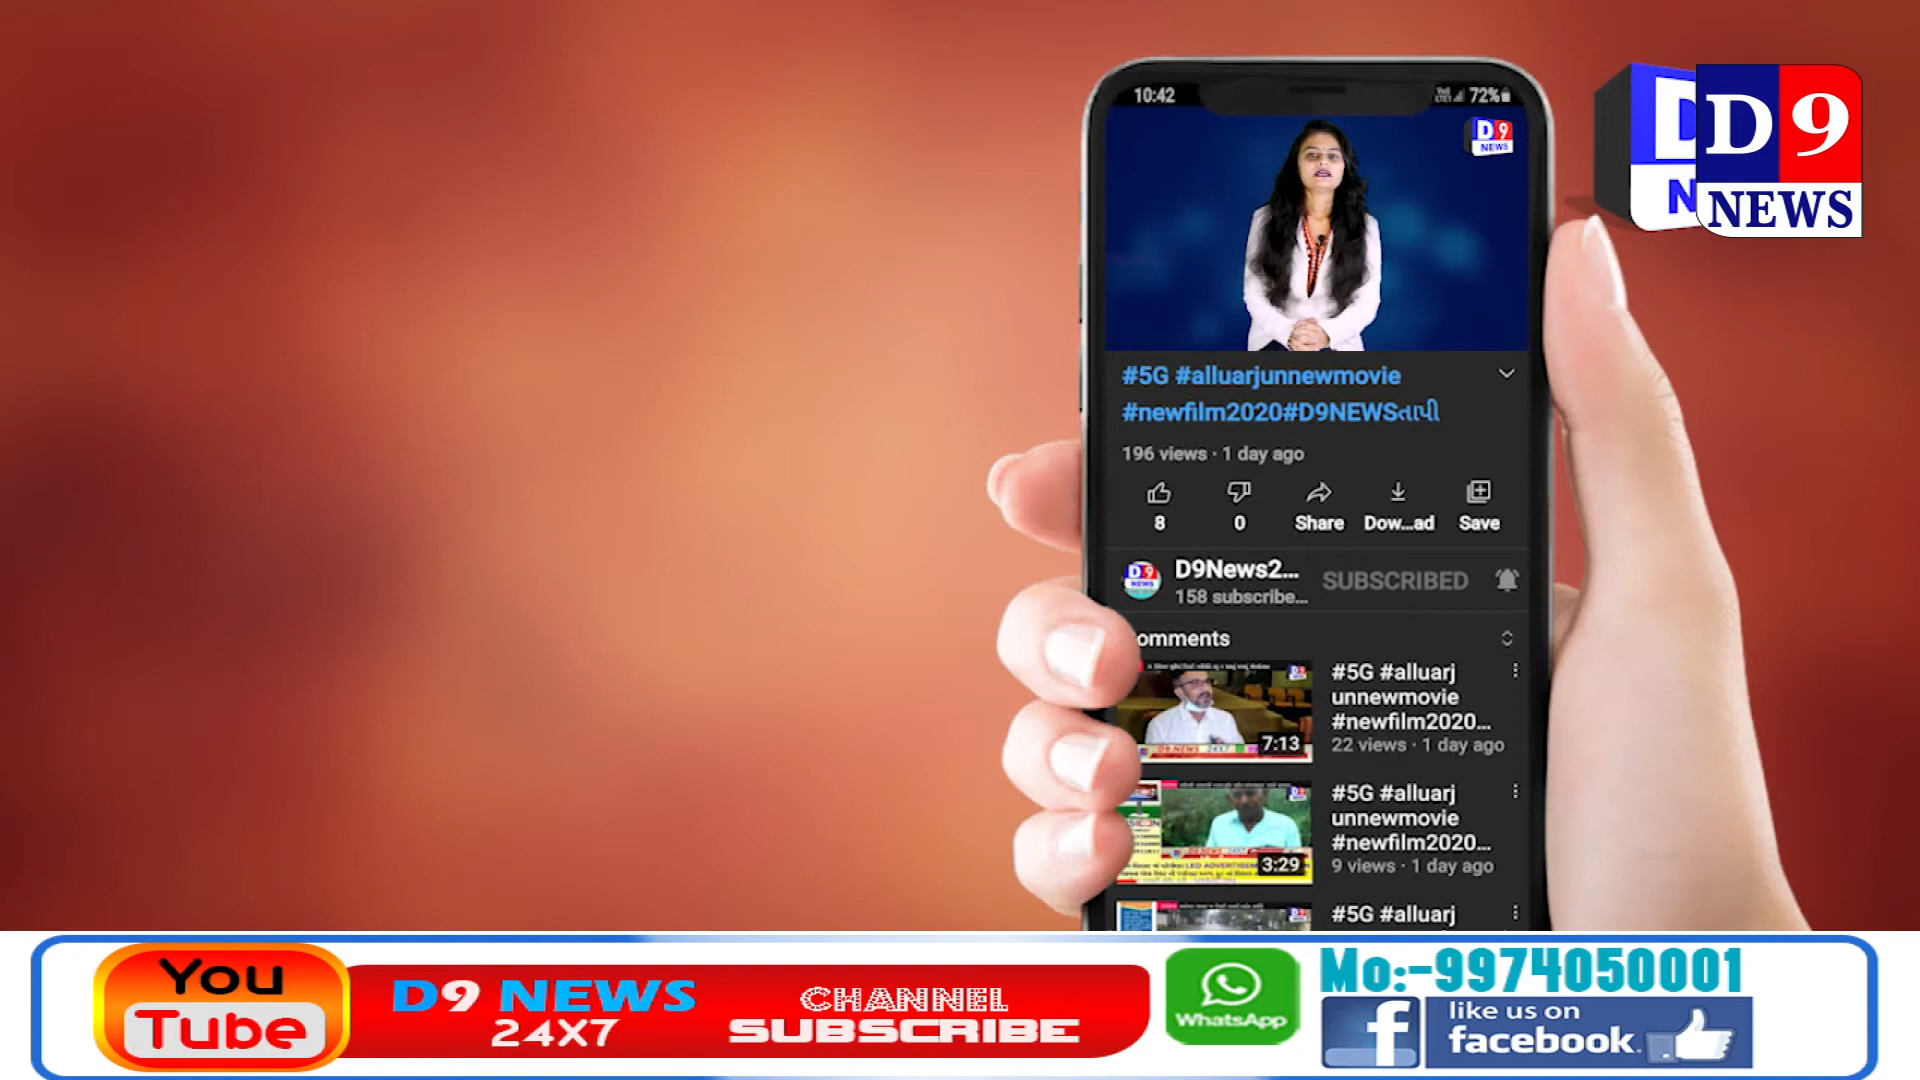 10:42
72%
D 9
NEWS
D 9
NEWS
#5G #alluarjunnewmovie
#newfilm2020#D9NEWSતાપી
196 views · 1 day ago
8
0
Share
Dow...ad
Save
D9News2...
158 subscribe...
SUBSCRIBED
omments
#5G #alluarj
unnewmovie
#newfilm2020...
22 views · 1 day ago
7:13
#5G #alluarj
unnewmovie
#newfilm2020...
9 views · 1 day ago
3:29
#5G #alluarj
You
Tube
D9 NEWS
24X7
CHANNEL
SUBSCRIBE
WhatsApp
Mo:-9974050001
like us on
facebook.